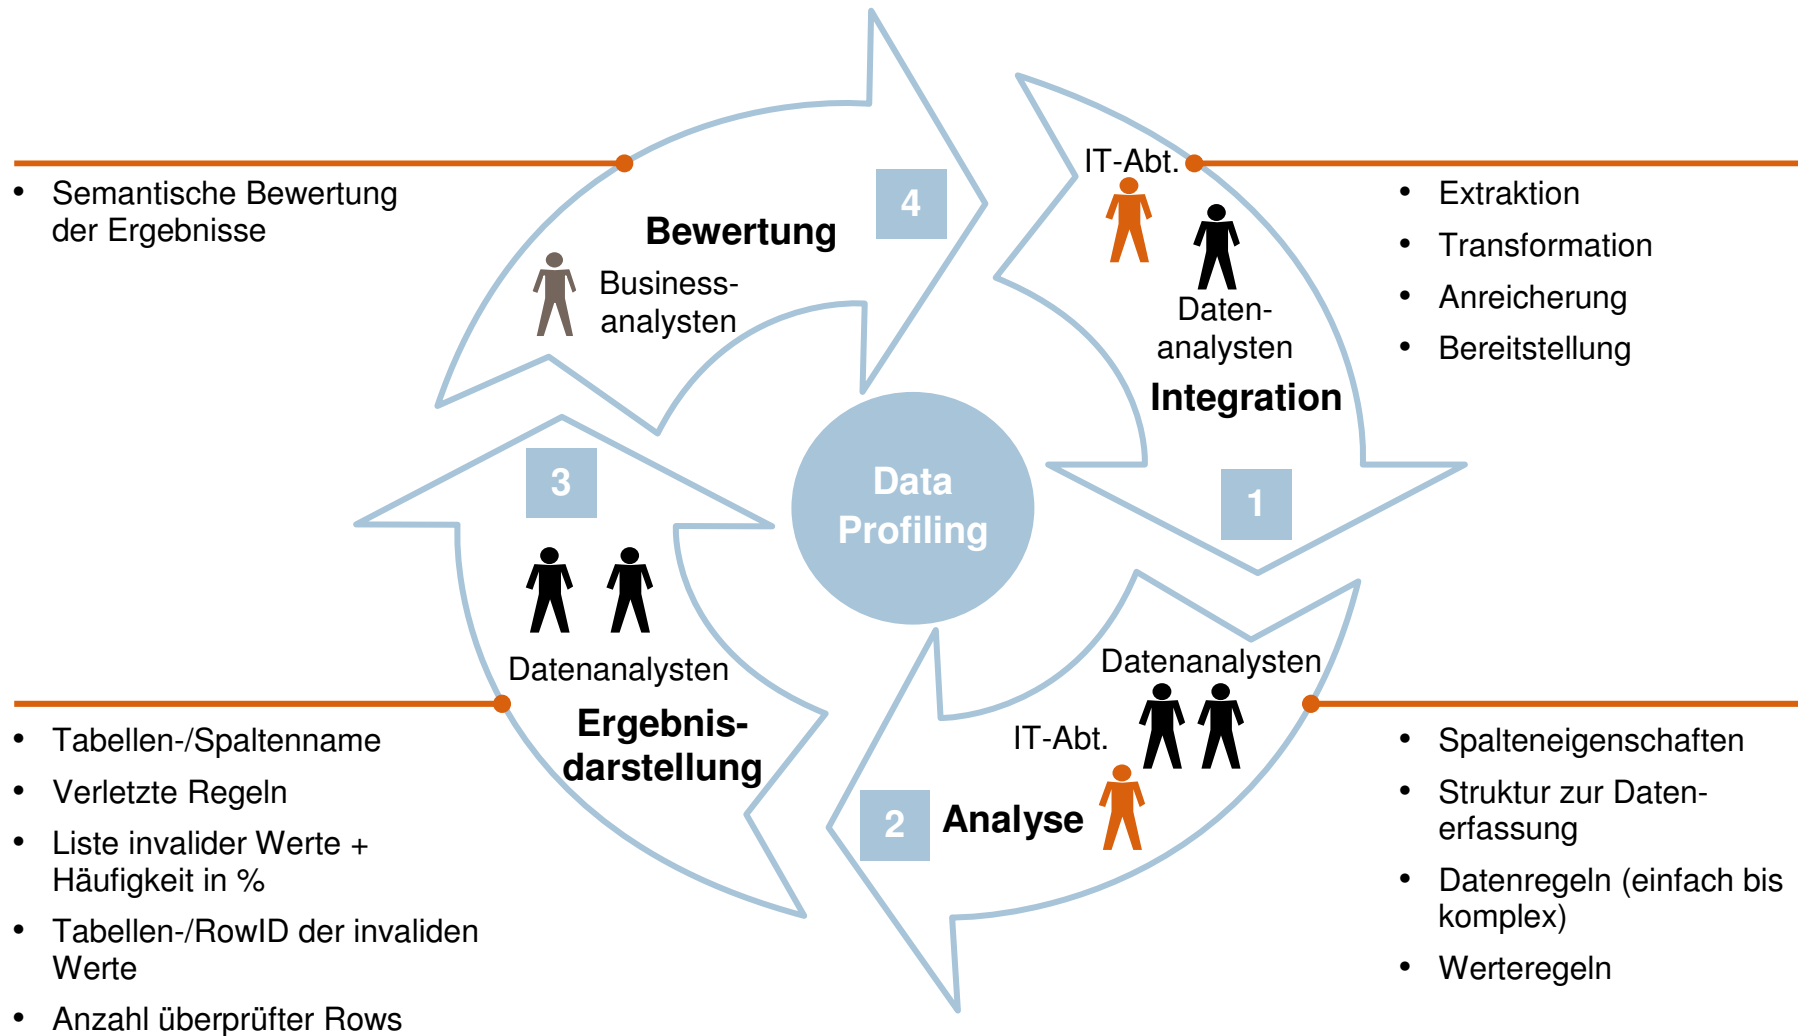 • Semantische Bewertung
der Ergebnisse
Bewertung
4
Business-
analysten
IT-Abt.
Daten-
analysten
Integration
1
• Extraktion
• Transformation
• Anreicherung
• Bereitstellung
Data
Profiling
3
Datenanalysten
Ergebnis-
darstellung
Datenanalysten
IT-Abt.
2
Analyse
• Tabellen-/Spaltenname
• Verletzte Regeln
• Liste invalider Werte +
Häufigkeit in %
• Tabellen-/RowID der invaliden
Werte
• Anzahl überprüfter Rows
• Spalteneigenschaften
• Struktur zur Daten-
erfassung
• Datenregeln (einfach bis
komplex)
• Werteregeln